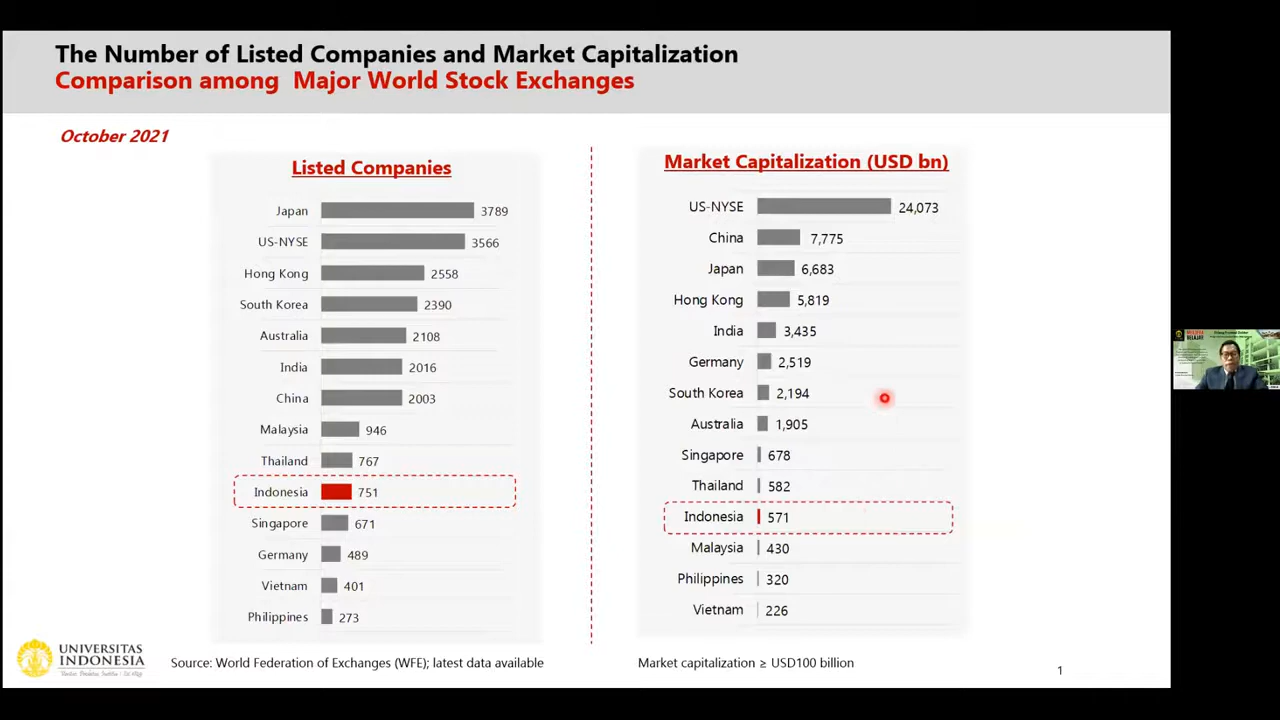 The Number of Listed Companies and Market Capitalization
Comparison among Major World Stock Exchanges
October 2021
Listed Companies
Japan 3789
US-NYSE 3566
Hong Kong 2558
South Korea 2390
Australia 2108
India 2016
China 2003
Malaysia 946
Thailand 767
Indonesia 751
Singapore 671
Germany 489
Vietnam 401
Philippines 273
Market Capitalization (USD bn)
US-NYSE 24,073
China 7,775
Japan 6,683
Hong Kong 5,819
India 3,435
Germany 2,519
South Korea 2,194
Australia 1,905
Singapore 678
Thailand 582
Indonesia 571
Malaysia 430
Philippines 320
Vietnam 226
UNIVERSITAS
INDONESIA
Source: World Federation of Exchanges (WFE); latest data available
Market capitalization ≥ USD100 billion
1